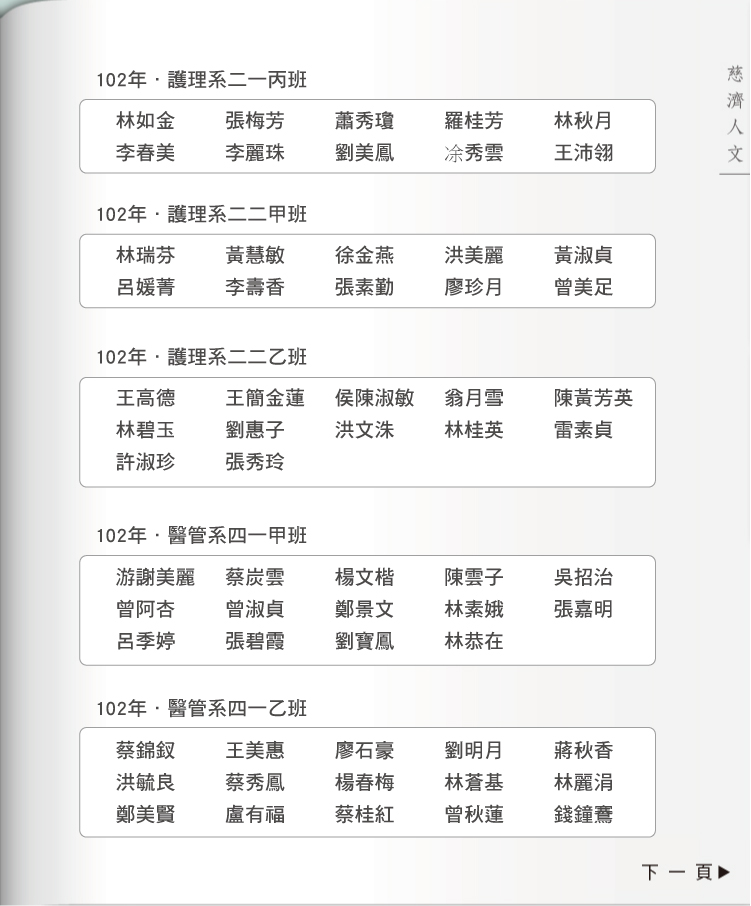 慈濟人文
102年·護理系二一丙班
林如金 張梅芳 蕭秀瓊 羅桂芳 林秋月
李春美 李麗珠 劉美鳳 凃秀雲 王沛翎
102年·護理系二二甲班
林瑞芬 黃慧敏 徐金燕 洪美麗 黃淑貞
呂媛菁 李壽香 張素勤 廖珍月 曾美足
102年·護理系二二乙班
王高德 王簡金蓮 侯陳淑敏 翁月雪 陳黃芳英
林碧玉 劉惠子 洪文洙 林桂英 雷素貞
許淑珍 張秀玲
102年·醫管系四一甲班
游謝美麗 蔡炭雲 楊文楷 陳雲子 吳招治
曾阿杏 曾淑貞 鄭景文 林素娥 張嘉明
呂季婷 張碧霞 劉寶鳳 林恭在
102年·醫管系四一乙班
蔡錦釵 王美惠 廖石豪 劉明月 蔣秋香
洪毓良 蔡秀鳳 楊春梅 林蒼基 林麗涓
鄭美賢 盧有福 蔡桂紅 曾秋蓮 錢鐘鶱
下一頁▶